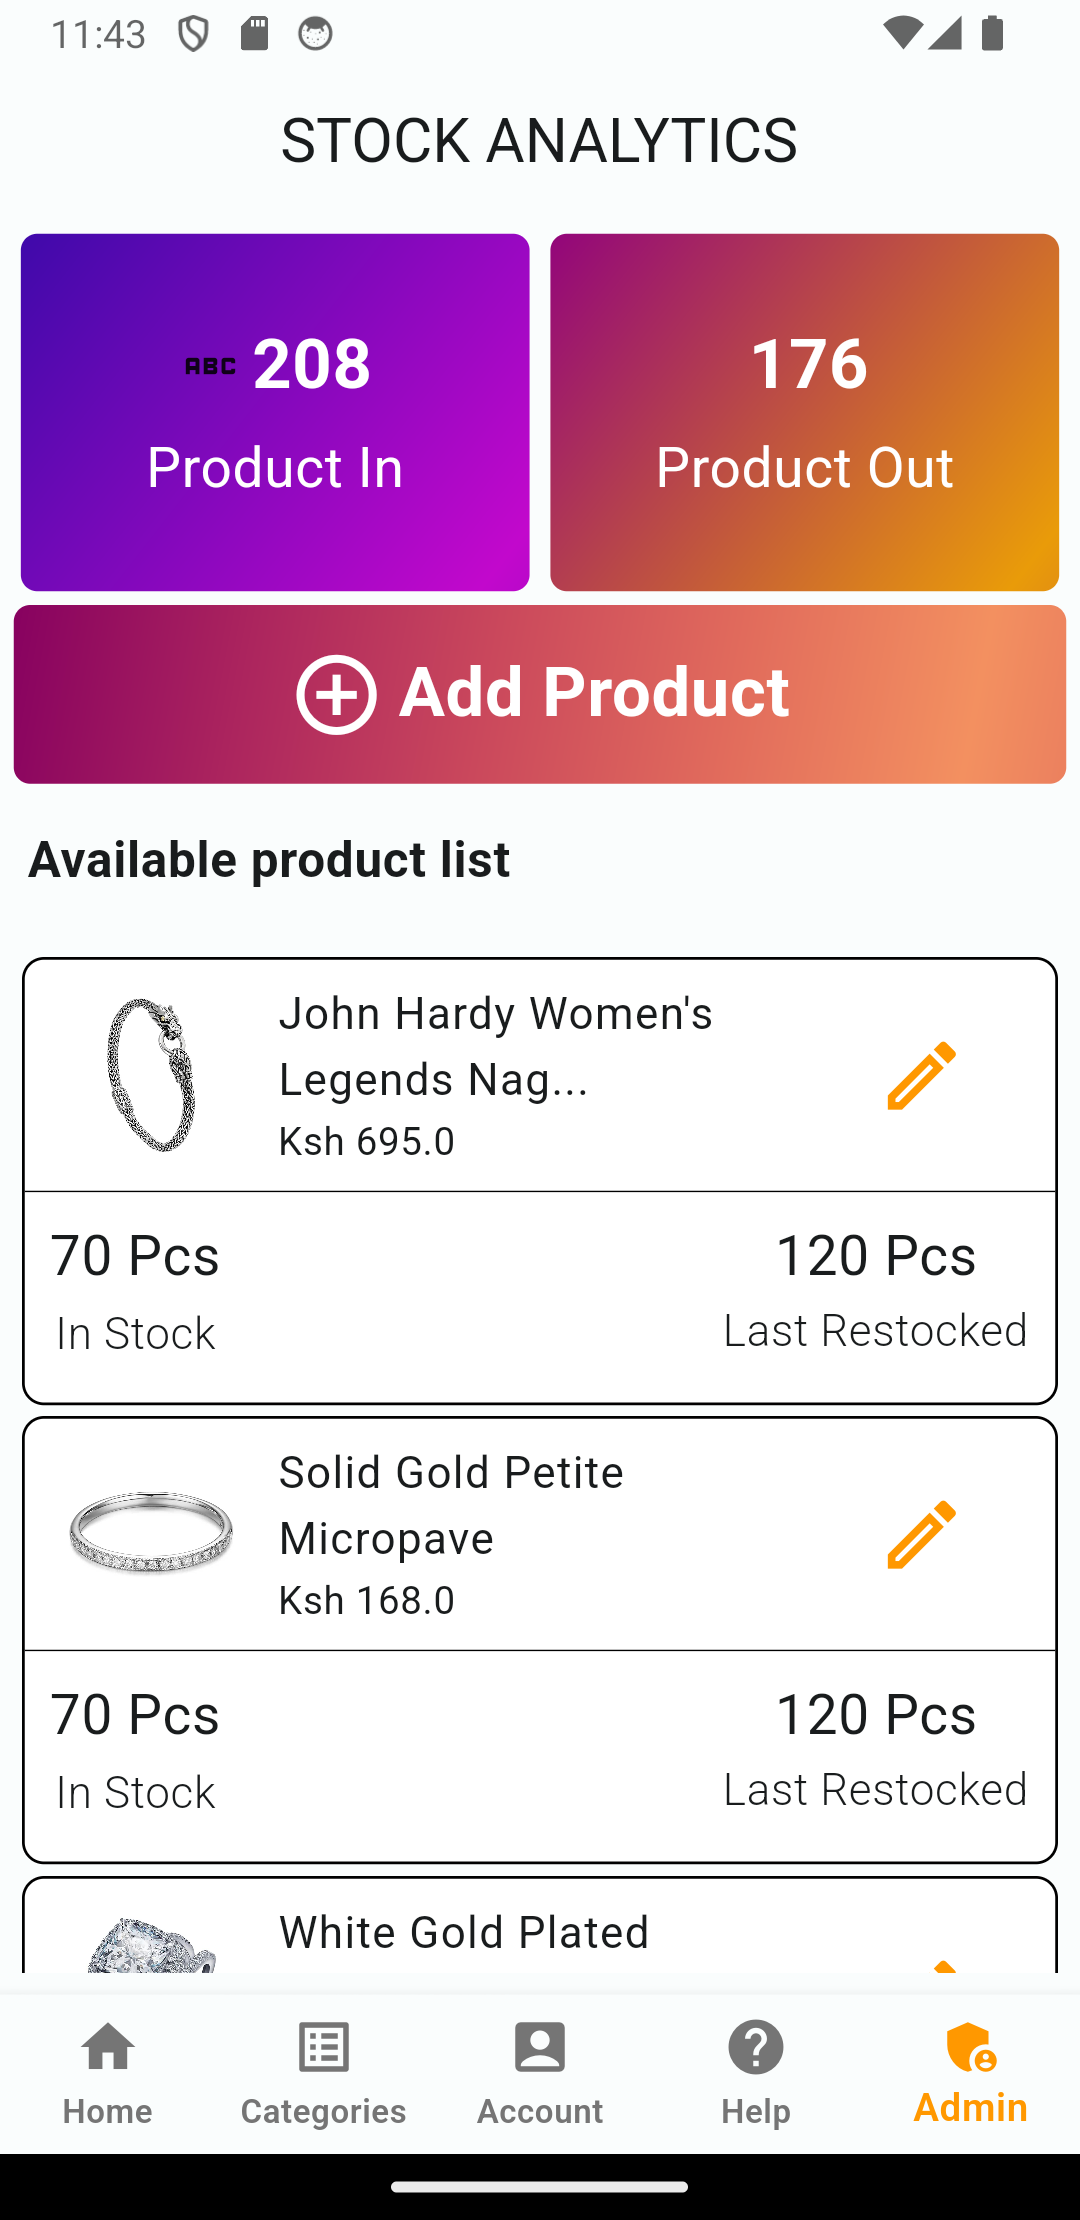 11:43
STOCK ANALYTICS
ABC 208
Product In
176
Product Out
Add Product
Available product list
John Hardy Women's
Legends Nag...
Ksh 695.0
70 Pcs
In Stock
120 Pcs
Last Restocked
Solid Gold Petite
Micropave
Ksh 168.0
70 Pcs
In Stock
120 Pcs
Last Restocked
White Gold Plated
Home
Categories
Account
Help
Admin